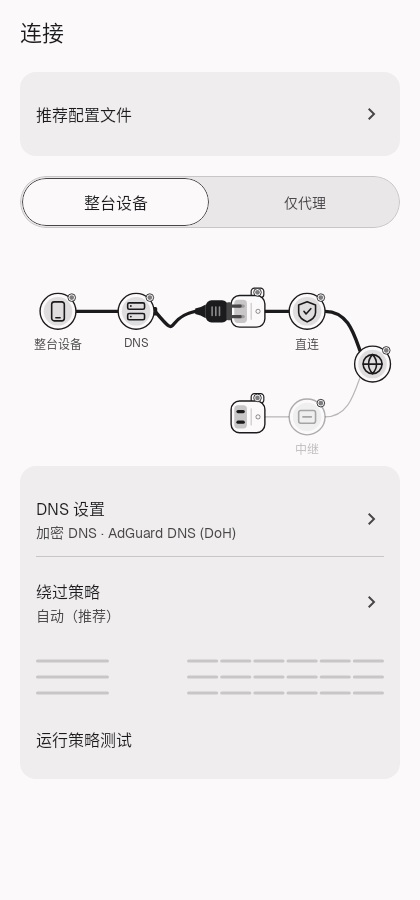 连接
推荐配置文件
整台设备
仅代理
整台设备
DNS
直连
中继
DNS 设置
加密 DNS · AdGuard DNS (DoH)
绕过策略
自动（推荐）
运行策略测试